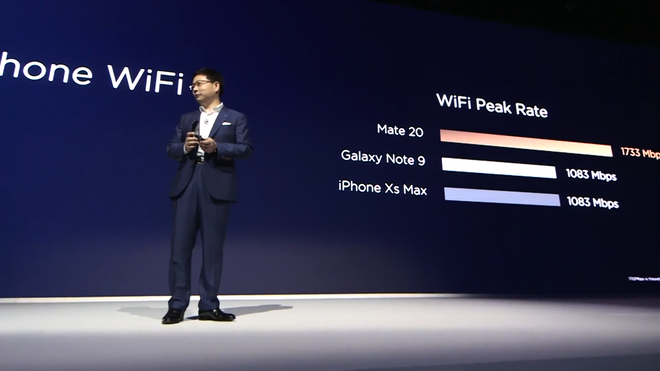 hone WiFi
WiFi Peak Rate
Mate 20 1733 Mbp
Galaxy Note 9 1083 Mbps
iPhone Xs Max 1083 Mbps